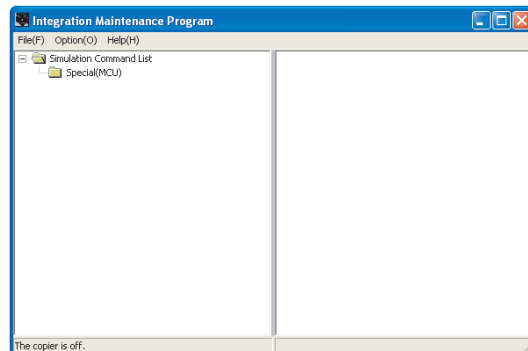 Integration Maintenance Program
File(F) Option(O) Help(H)
Simulation Command List
Special(MCU)
The copier is off.